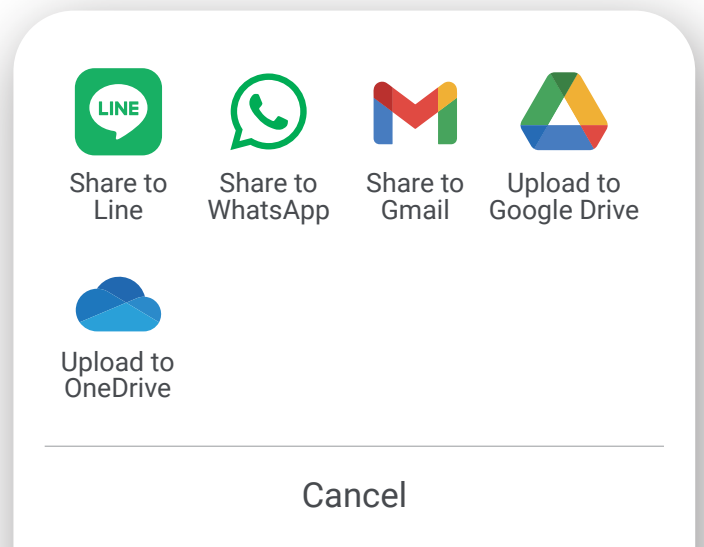 LINE
Share to
Line
Share to
WhatsApp
Share to
Gmail
Upload to
Google Drive
Upload to
OneDrive
Cancel